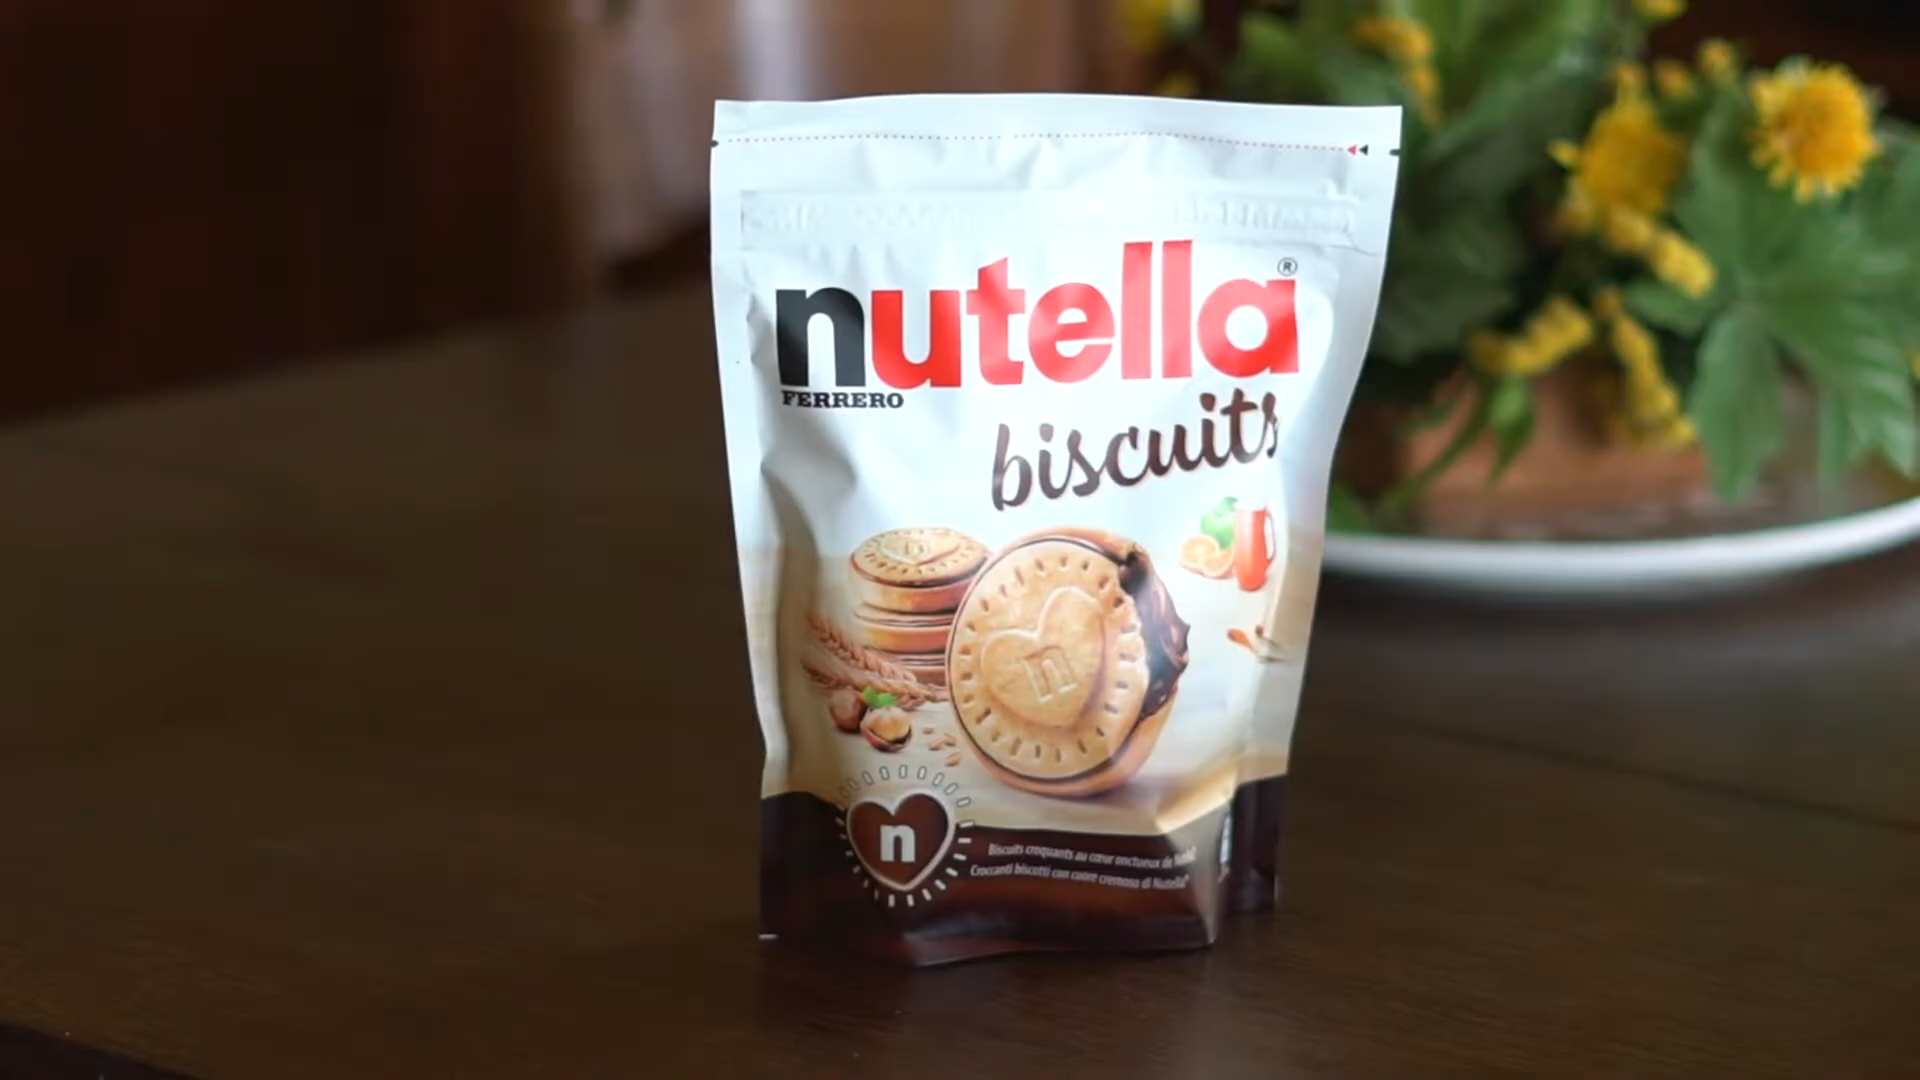 nutella®
FERRERO
biscuits
n
n
Biscuits croquants au cœur onctueux de Nutella®
Croccanti biscotti con cuore cremoso di Nutella®